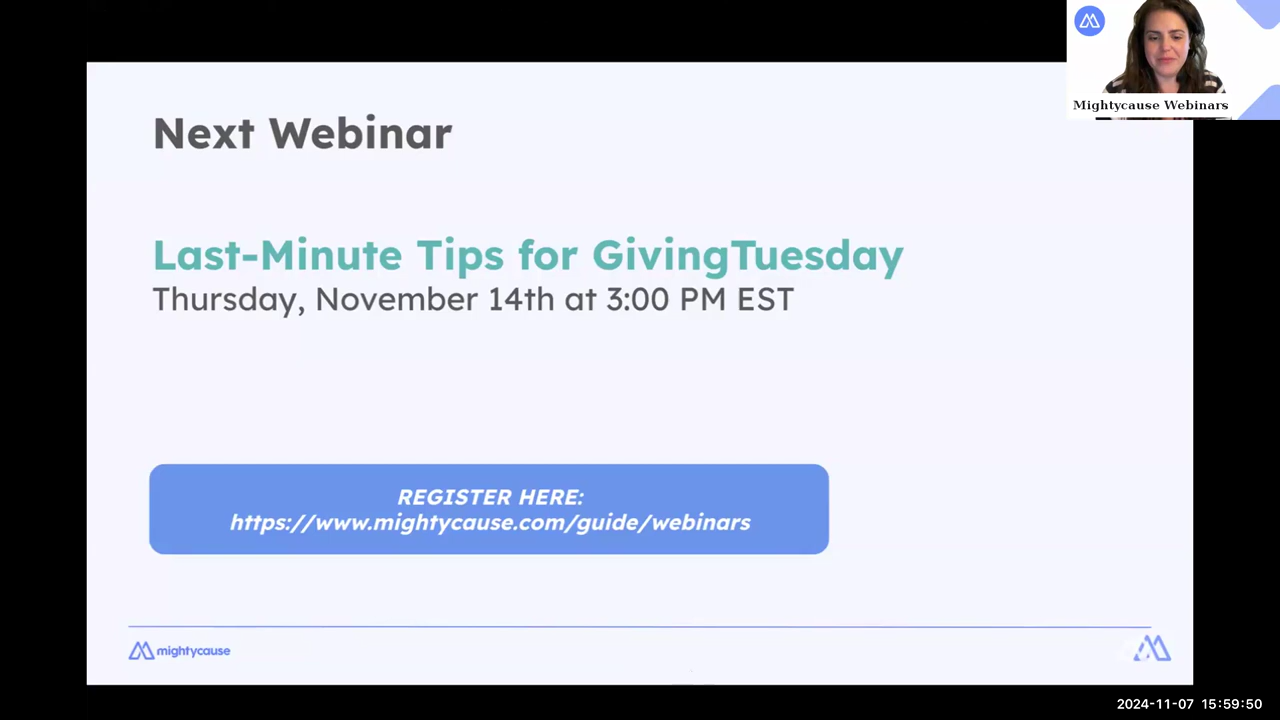 Mightycause Webinars
Next Webinar
Last-Minute Tips for GivingTuesday
Thursday, November 14th at 3:00 PM EST
REGISTER HERE:
https://www.mightycause.com/guide/webinars
mightycause
2024-11-07 15:59:50